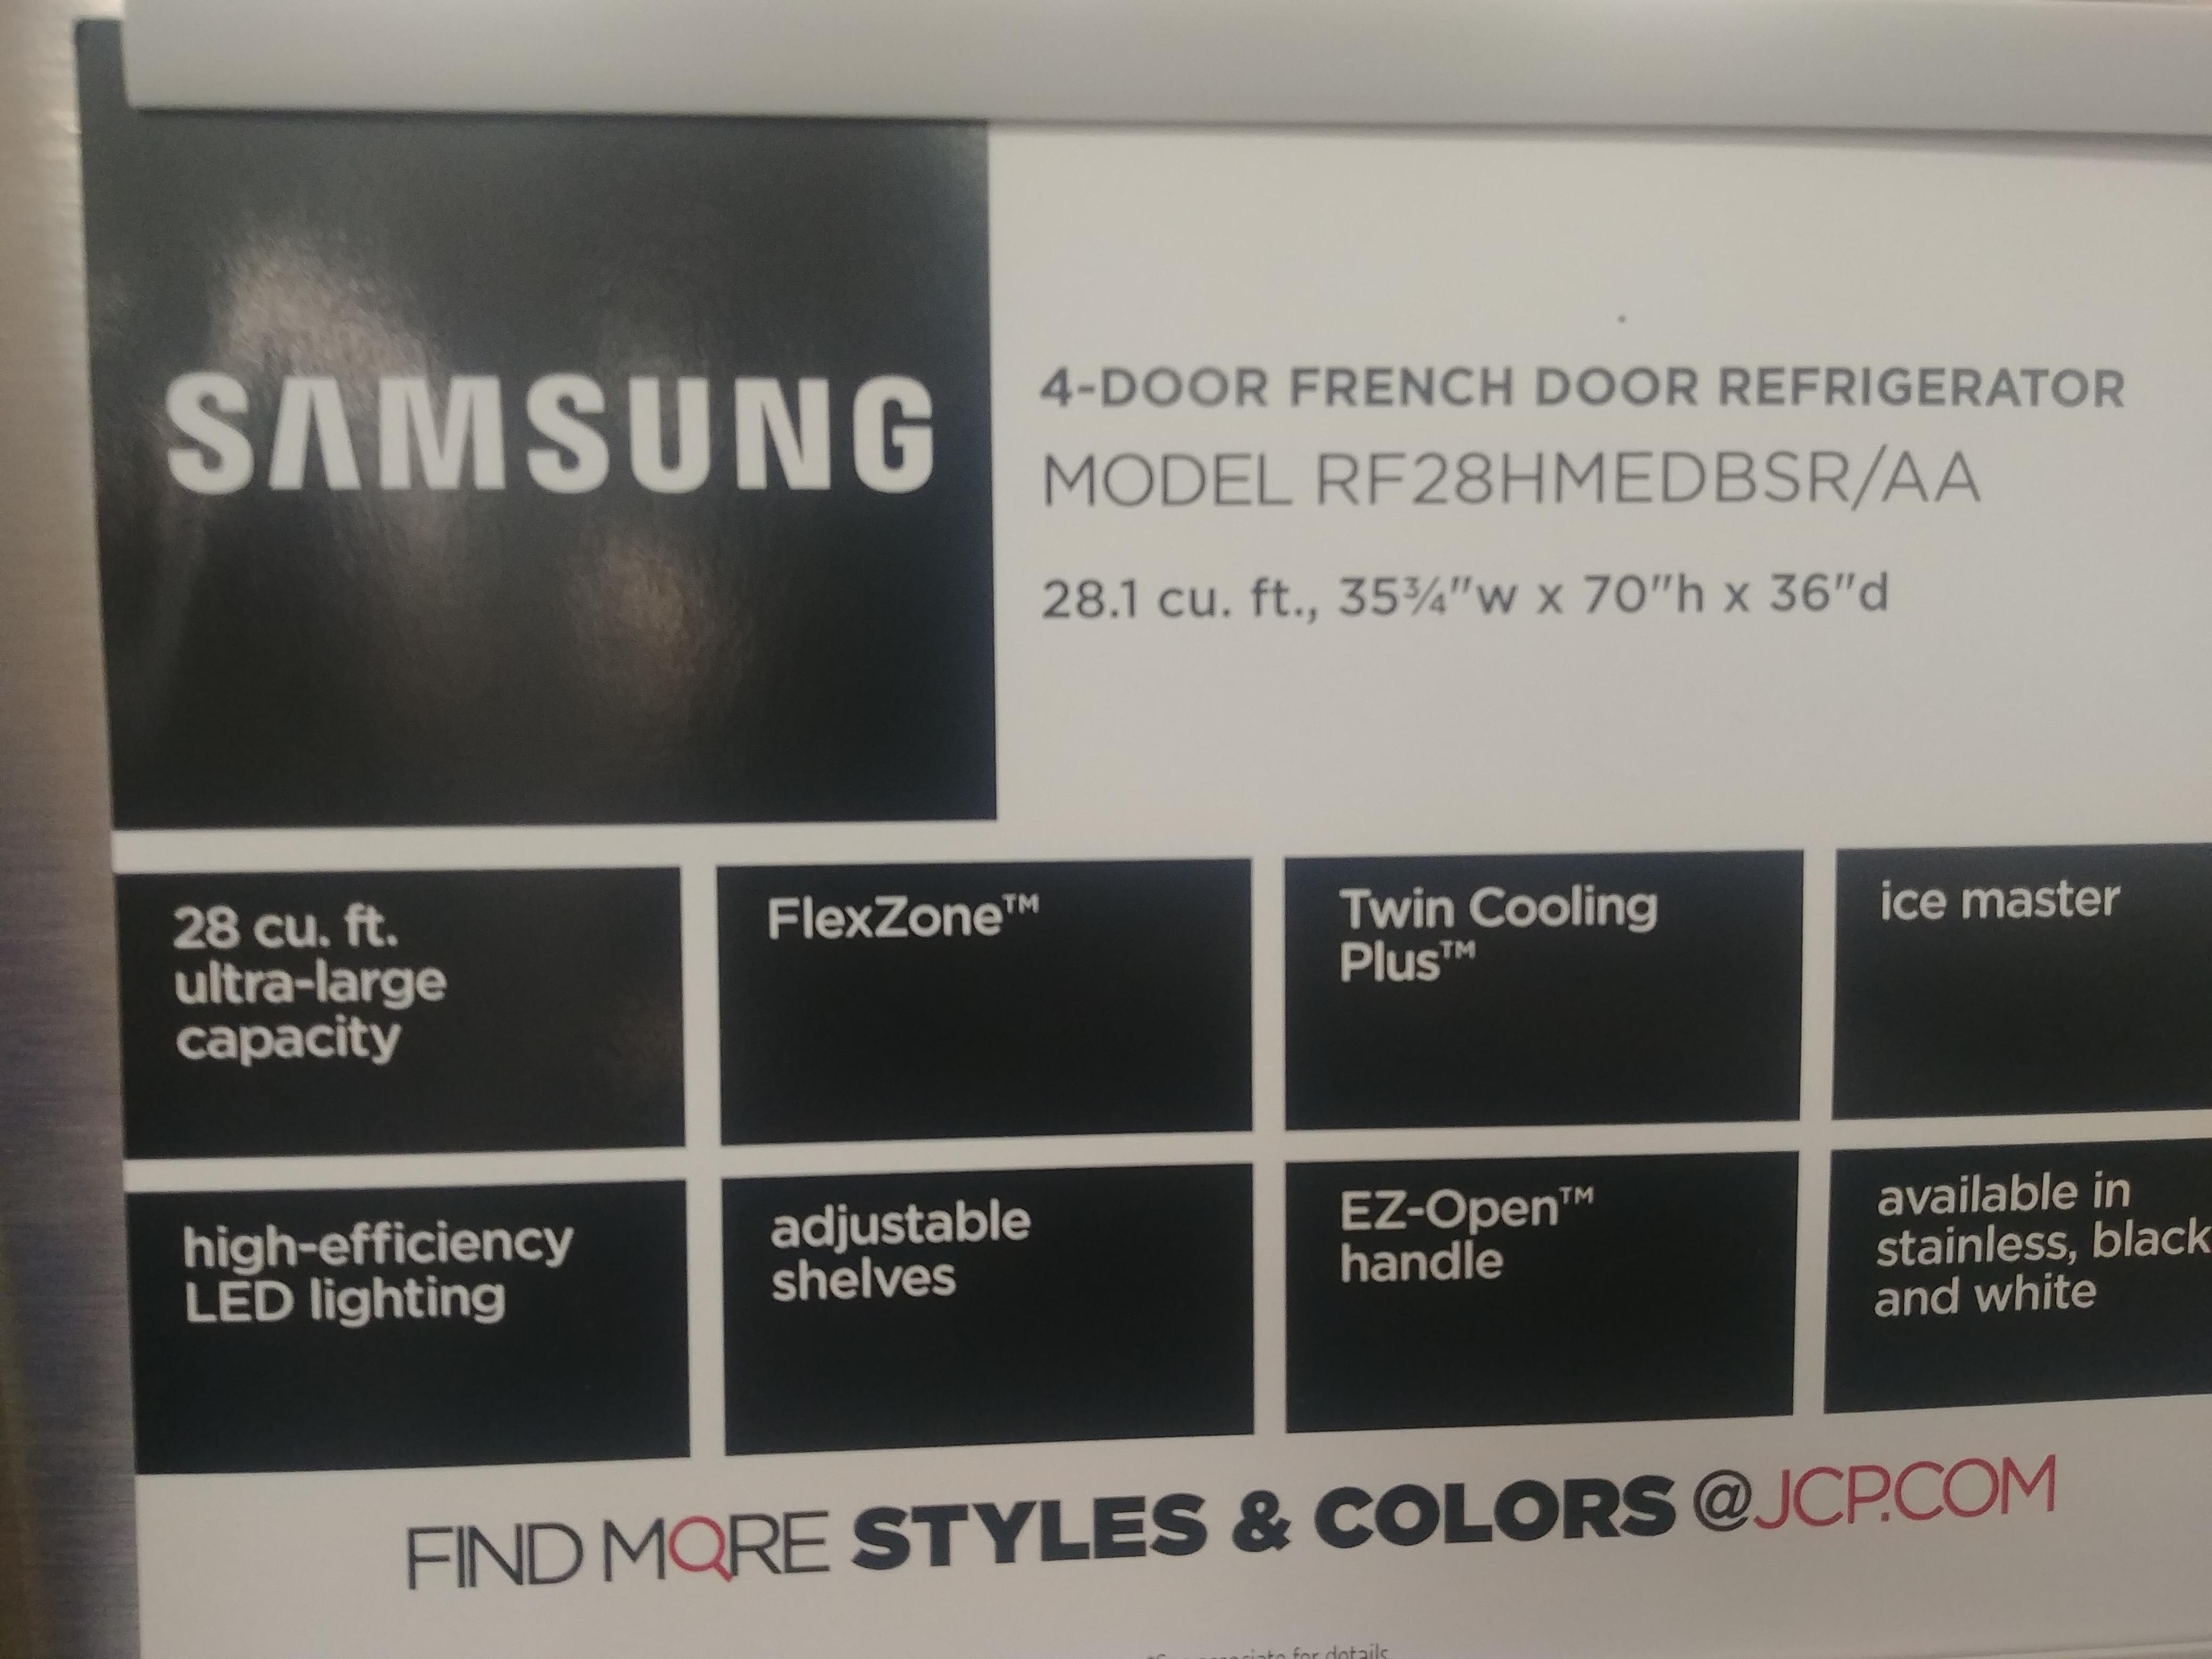 SAMSUNG
4-DOOR FRENCH DOOR REFRIGERATOR
MODEL RF28HMEDBSR/AA
28.1 cu. ft., 35¾"w x 70"h x 36"d
28 cu. ft.
ultra-large
capacity
FlexZone™
Twin Cooling
Plus™
ice master
high-efficiency
LED lighting
adjustable
shelves
EZ-Open™
handle
available in
stainless, black
and white
FIND MORE STYLES & COLORS @JCP.COM
for details